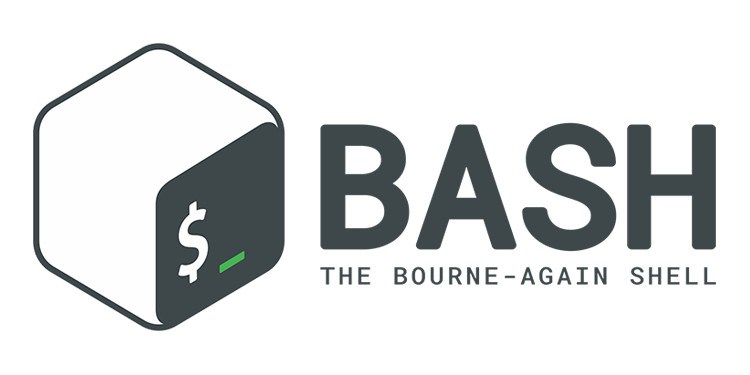 $_
BASH
THE BOURNE-AGAIN SHELL